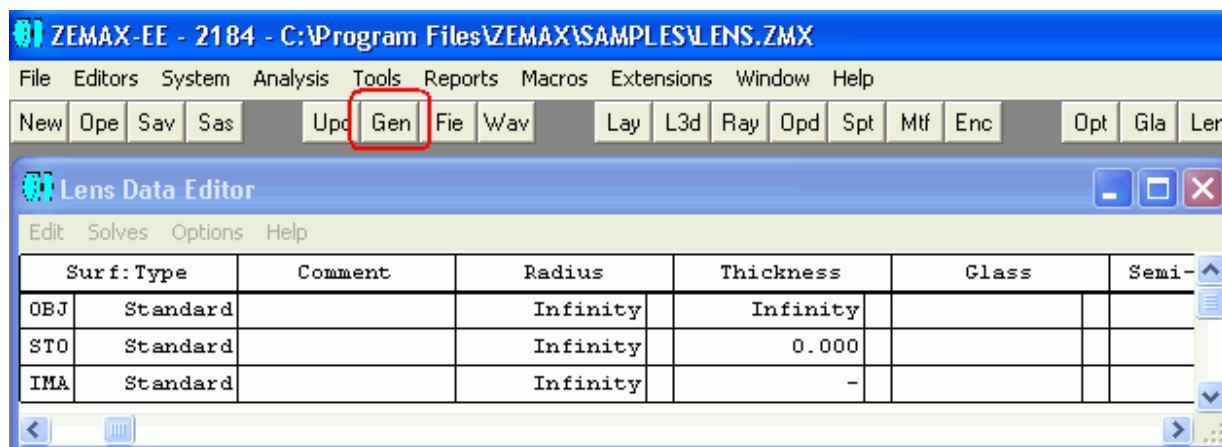 ZEMAX-EE - 2184 - C:\Program Files\ZEMAX\SAMPLES\LENS.ZMX
File Editors System Analysis Tools Reports Macros Extensions Window Help
New Ope Sav Sas Upd Gen Fie Wav Lay L3d Ray Opd Spt Mtf Enc Opt Gla Len
Lens Data Editor
Edit Solves Options Help
Surf:Type Comment Radius Thickness Glass Semi-
OBJ Standard Infinity Infinity
STO Standard Infinity 0.000
IMA Standard Infinity -